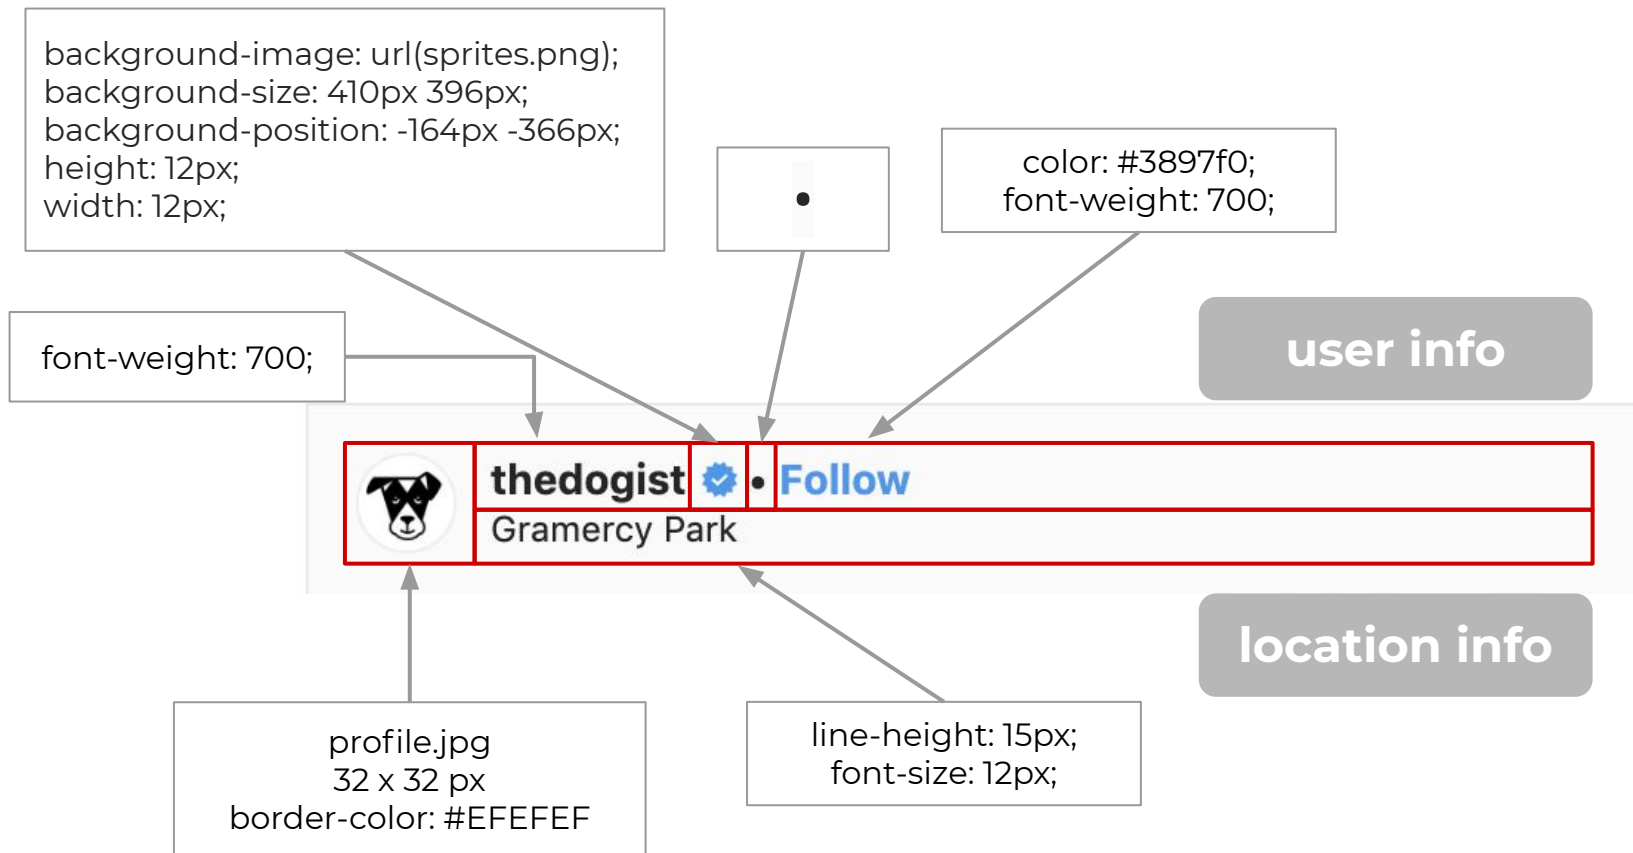 background-image: url(sprites.png);
background-size: 410px 396px;
background-position: -164px -366px;
height: 12px;
width: 12px;
•
color: #3897f0;
font-weight: 700;
font-weight: 700;
user info
thedogist • Follow
Gramercy Park
location info
profile.jpg
32 x 32 px
border-color: #EFEFEF
line-height: 15px;
font-size: 12px;